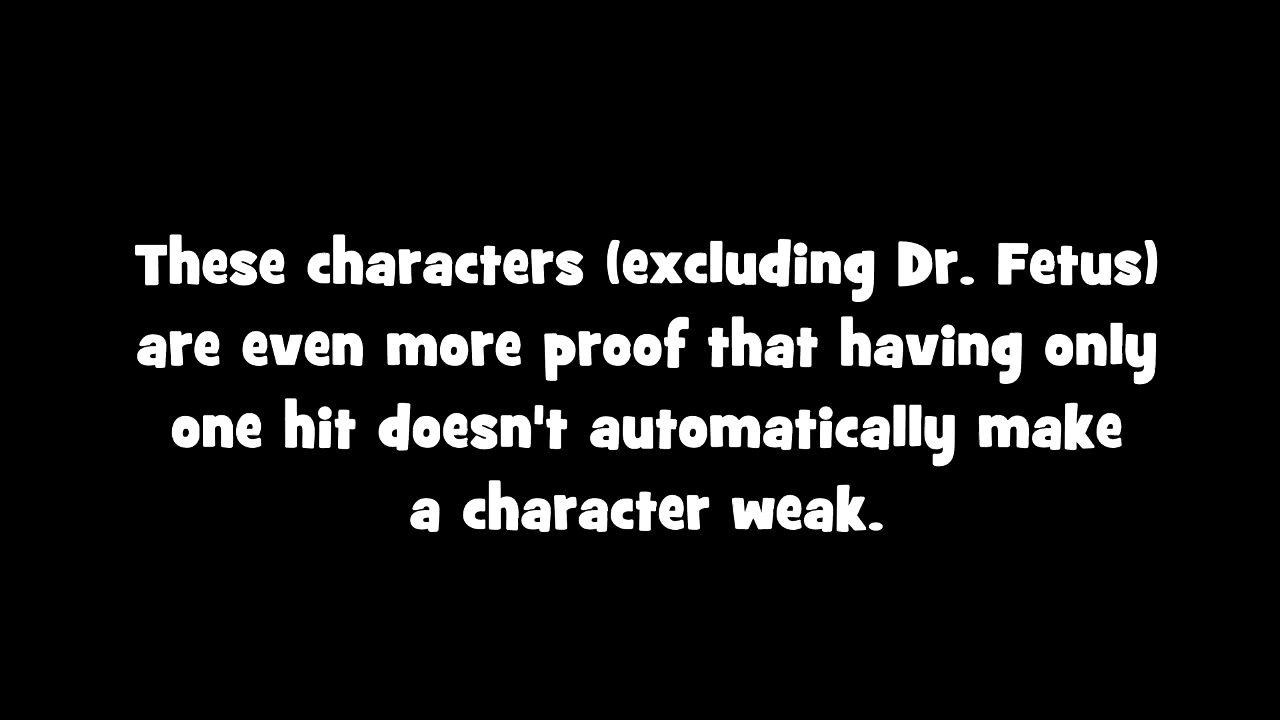 These characters (excluding Dr. Fetus)
are even more proof that having only
one hit doesn't automatically make
a character weak.